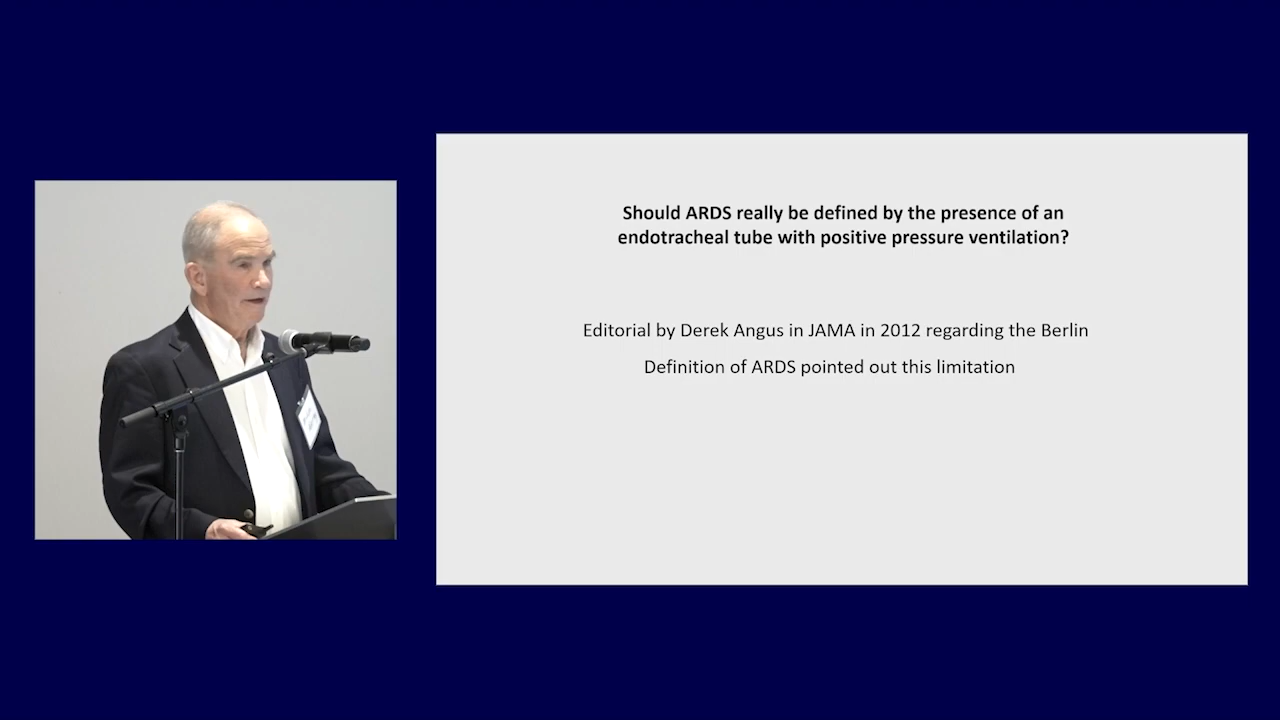 Should ARDS really be defined by the presence of an
endotracheal tube with positive pressure ventilation?
Editorial by Derek Angus in JAMA in 2012 regarding the Berlin
Definition of ARDS pointed out this limitation